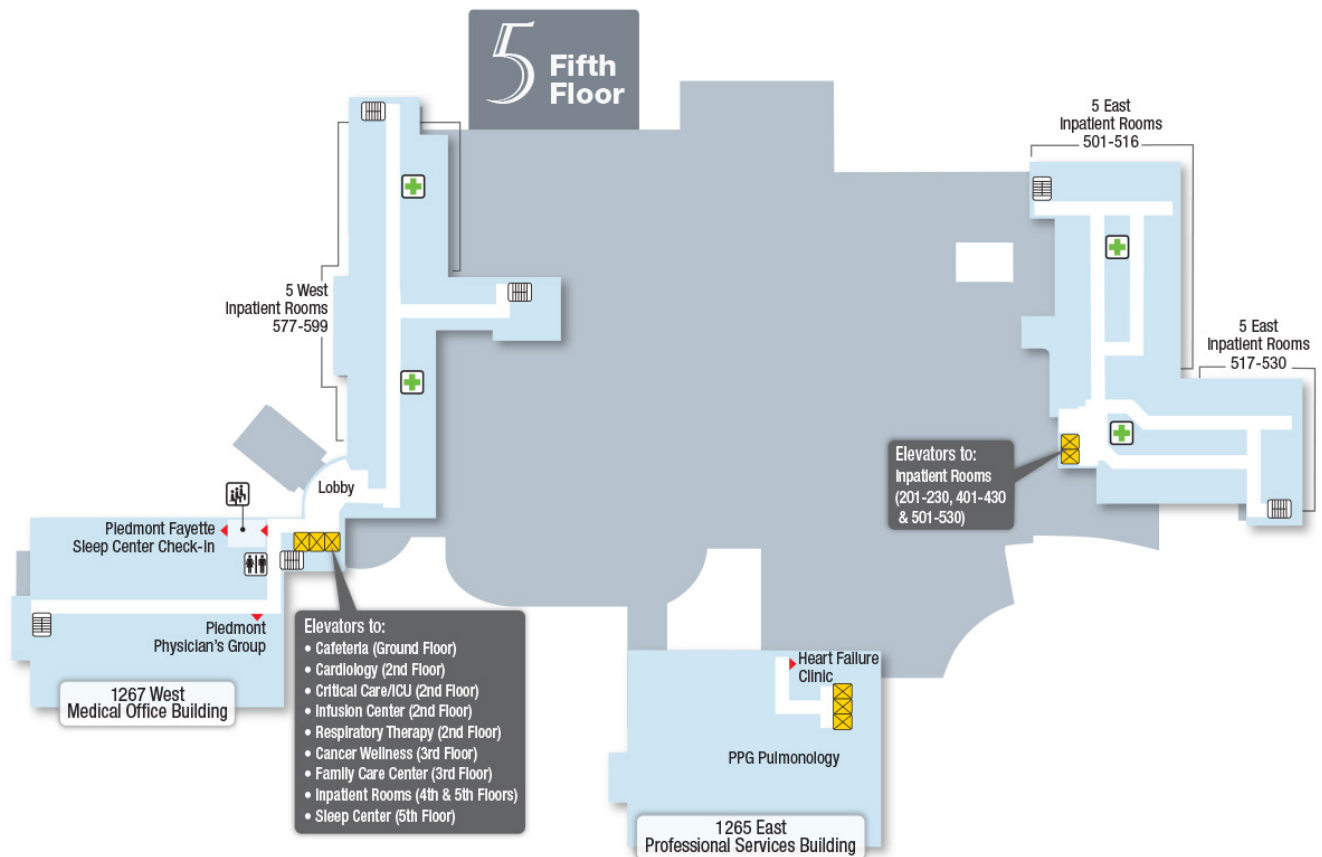 5 Fifth
Floor
5 East
Inpatient Rooms
501-516
5 West
Inpatient Rooms
577-599
5 East
Inpatient Rooms
517-530
Elevators to:
Inpatient Rooms
(201-230, 401-430
& 501-530)
Lobby
Piedmont Fayette
Sleep Center Check-in
Piedmont
Physician's Group
1267 West
Medical Office Building
Elevators to:
• Cafeteria (Ground Floor)
• Cardiology (2nd Floor)
• Critical Care/ICU (2nd Floor)
• Infusion Center (2nd Floor)
• Respiratory Therapy (2nd Floor)
• Cancer Wellness (3rd Floor)
• Family Care Center (3rd Floor)
• Inpatient Rooms (4th & 5th Floors)
• Sleep Center (5th Floor)
Heart Failure
Clinic
PPG Pulmonology
1265 East
Professional Services Building